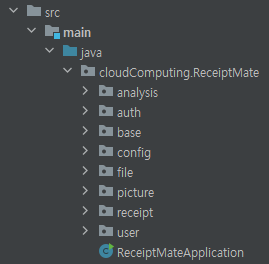 src
main
java
cloudComputing.ReceiptMate
analysis
auth
base
config
file
picture
receipt
user
ReceiptMateApplication